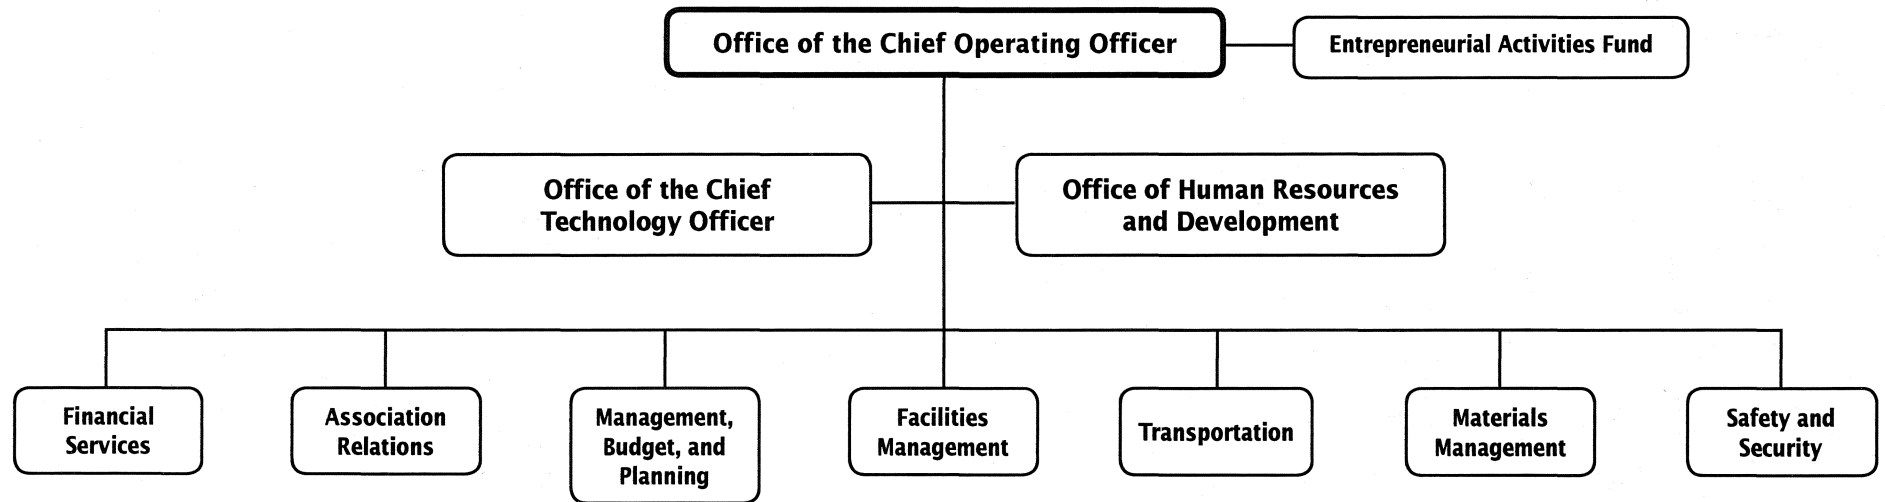 Office of the Chief Operating Officer
Entrepreneurial Activities Fund
Office of the Chief
Technology Officer
Office of Human Resources
and Development
Financial
Services
Association
Relations
Management,
Budget, and
Planning
Facilities
Management
Transportation
Materials
Management
Safety and
Security